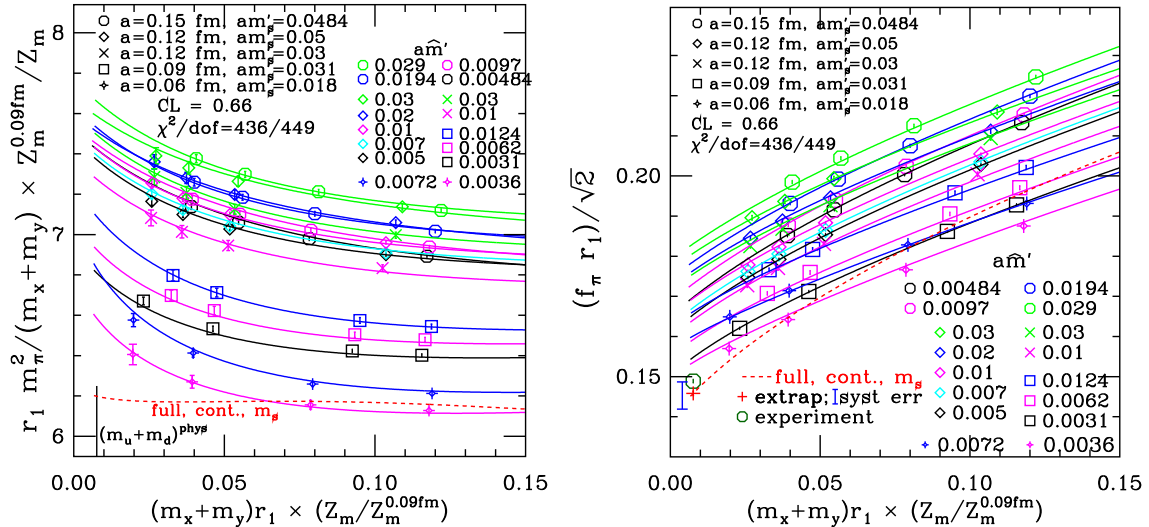 a=0.15 fm, am's=0.0484
a=0.12 fm, am's=0.05
a=0.12 fm, am's=0.03
a=0.09 fm, am's=0.031
a=0.06 fm, am's=0.018
CL = 0.66
χ²/dof=436/449
am̂'
0.029 0.0097
0.0194 0.00484
0.03 0.03
0.02 0.01
0.01 0.0124
0.007 0.0062
0.005 0.0031
0.0072 0.0036
full, cont., ms
(mu+md)^phys
8
7
6
r1 mπ²/(mx+my) × Zm^0.09fm/Zm
0.00 0.05 0.10 0.15
(mx+my)r1 × (Zm/Zm^0.09fm)
a=0.15 fm, am's=0.0484
a=0.12 fm, am's=0.05
a=0.12 fm, am's=0.03
a=0.09 fm, am's=0.031
a=0.06 fm, am's=0.018
CL = 0.66
χ²/dof=436/449
am̂'
0.00484 0.0194
0.0097 0.029
0.03 0.03
0.02 0.01
0.01 0.0124
0.007 0.0062
0.005 0.0031
0.0072 0.0036
full, cont., ms
extrap; syst err
experiment
0.20
0.15
(fπ r1)/√2
0.00 0.05 0.10 0.15
(mx+my)r1 × (Zm/Zm^0.09fm)